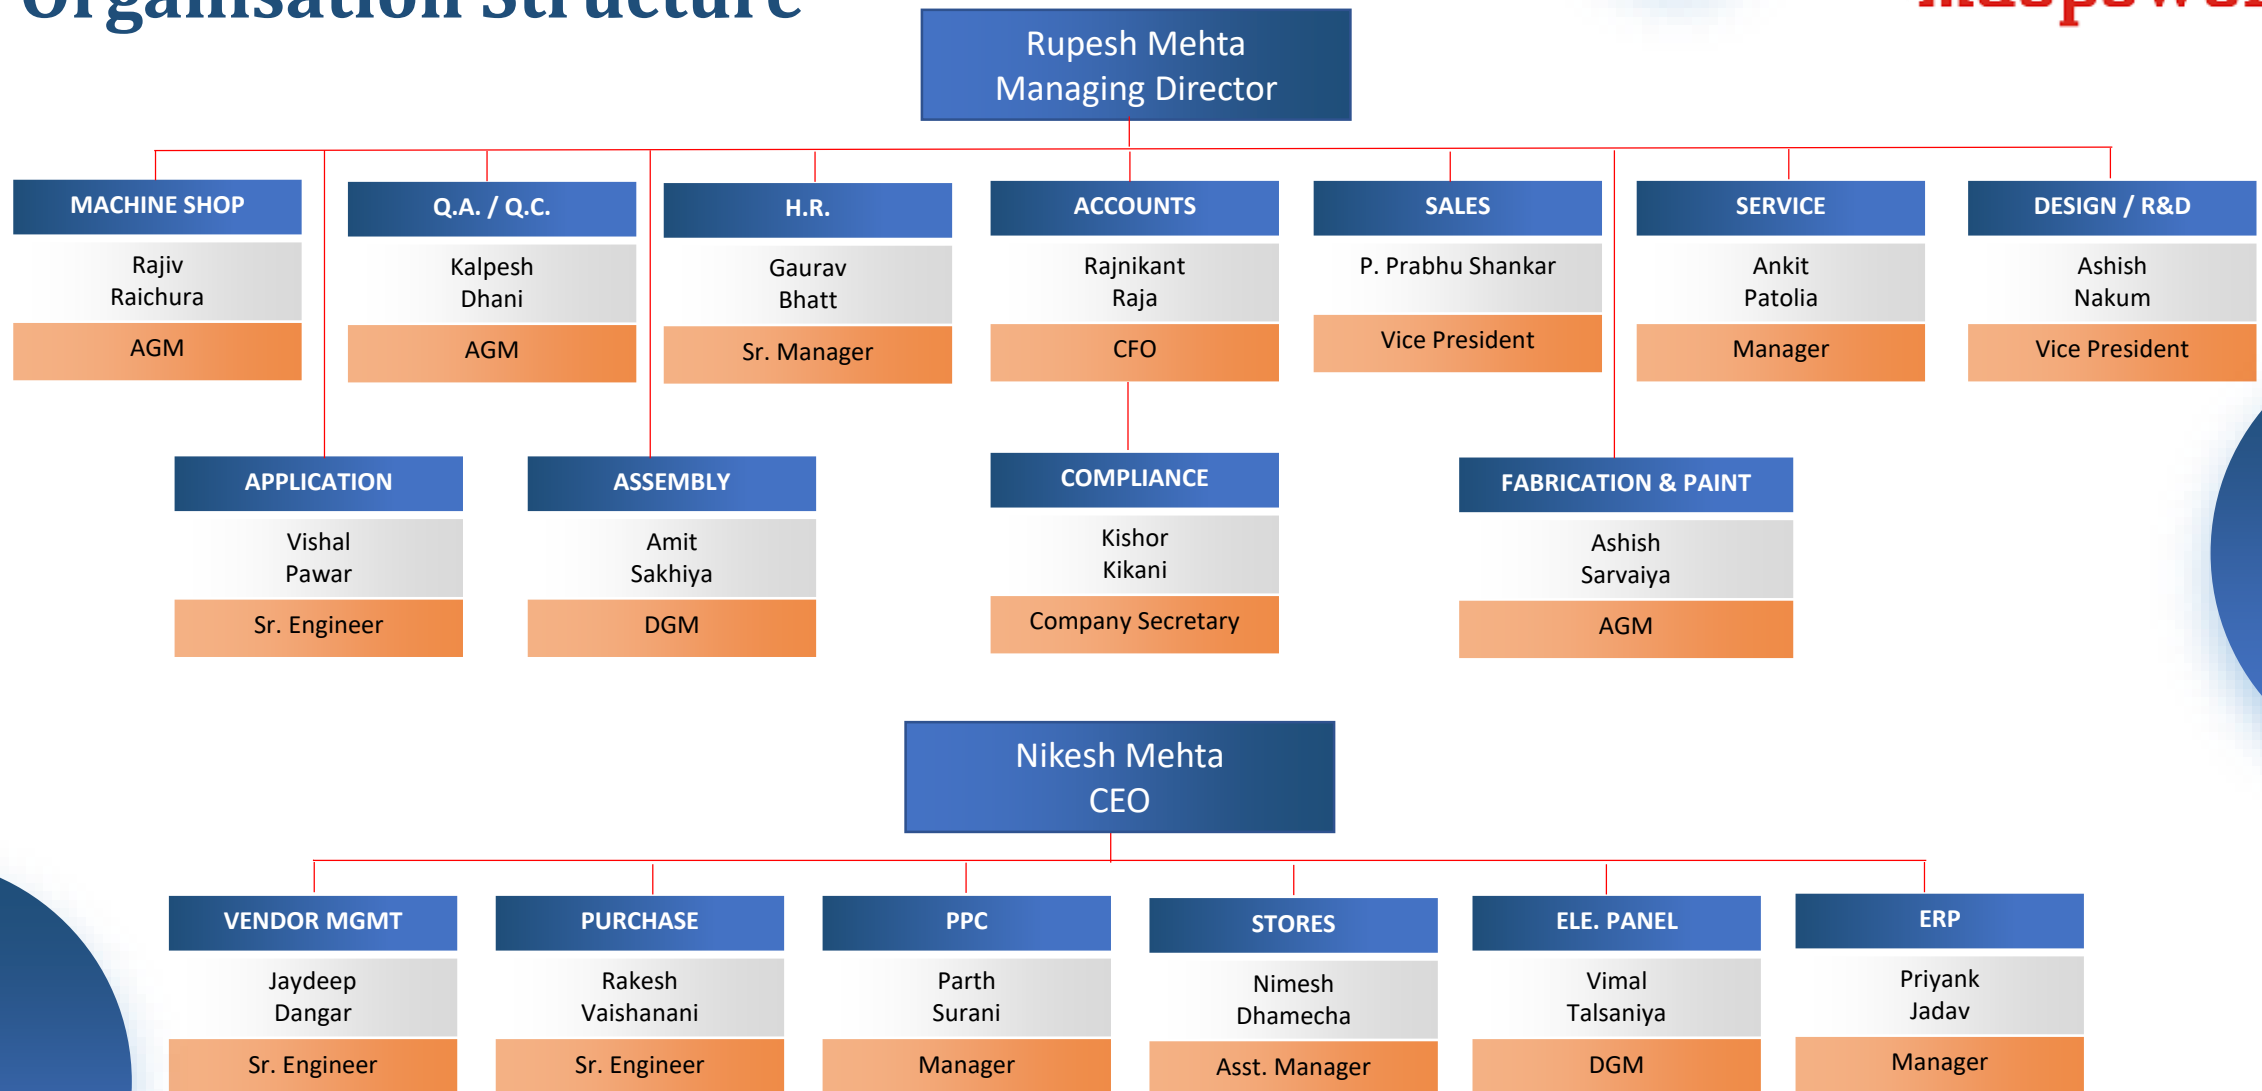 Organisation Structure
Rupesh Mehta
Managing Director
MACHINE SHOP
Rajiv
Raichura
AGM
Q.A. / Q.C.
Kalpesh
Dhani
AGM
H.R.
Gaurav
Bhatt
Sr. Manager
ACCOUNTS
Rajnikant
Raja
CFO
SALES
P. Prabhu Shankar
Vice President
SERVICE
Ankit
Patolia
Manager
DESIGN / R&D
Ashish
Nakum
Vice President
APPLICATION
Vishal
Pawar
Sr. Engineer
ASSEMBLY
Amit
Sakhiya
DGM
COMPLIANCE
Kishor
Kikani
Company Secretary
FABRICATION & PAINT
Ashish
Sarvaiya
AGM
Nikesh Mehta
CEO
VENDOR MGMT
Jaydeep
Dangar
Sr. Engineer
PURCHASE
Rakesh
Vaishanani
Sr. Engineer
PPC
Parth
Surani
Manager
STORES
Nimesh
Dhamecha
Asst. Manager
ELE. PANEL
Vimal
Talsaniya
DGM
ERP
Priyank
Jadav
Manager